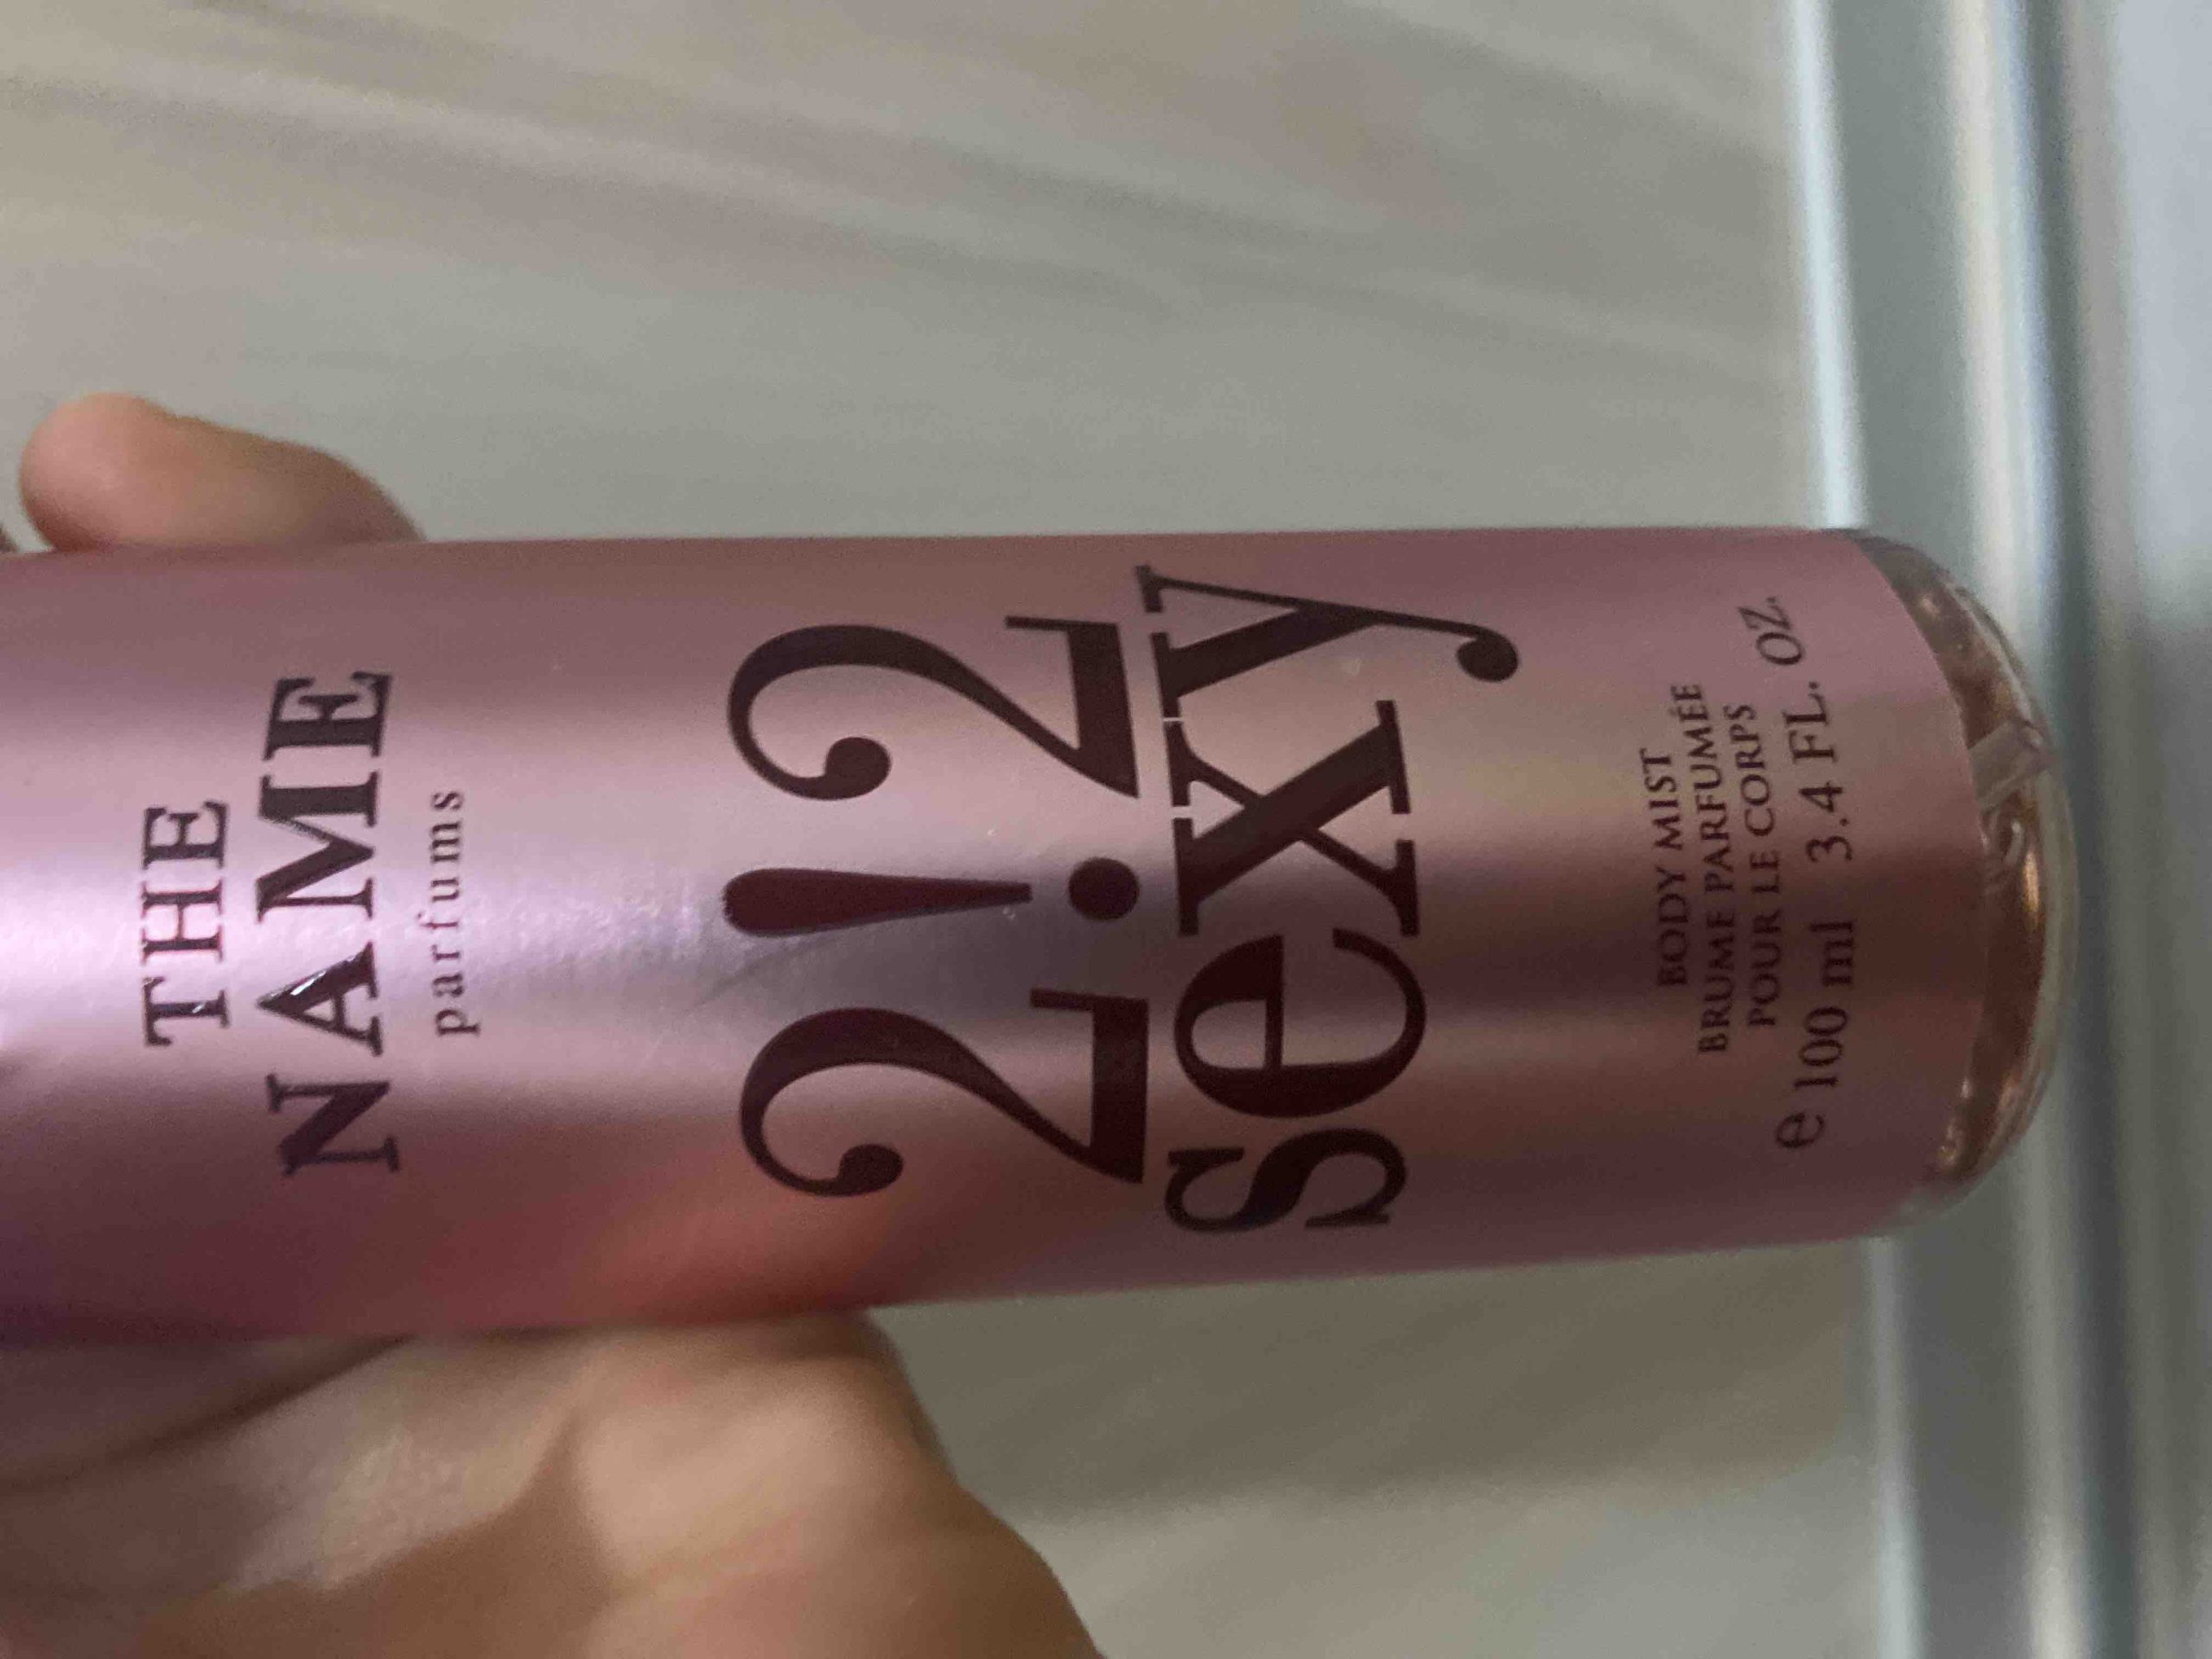 THE
NAME
parfums
2!2
sexy
BODY MIST
BRUME PARFUMÉE
POUR LE CORPS
e 100 ml 3.4 FL. OZ.